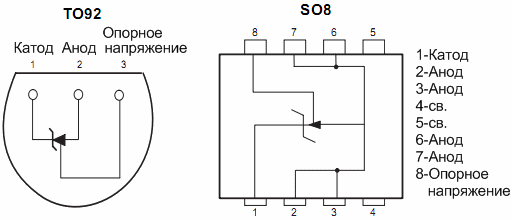 TO92
Катод Анод Опорное напряжение
1 2 3
SO8
8 7 6 5
1 2 3 4
1-Катод
2-Анод
3-Анод
4-св.
5-св.
6-Анод
7-Анод
8-Опорное
напряжение